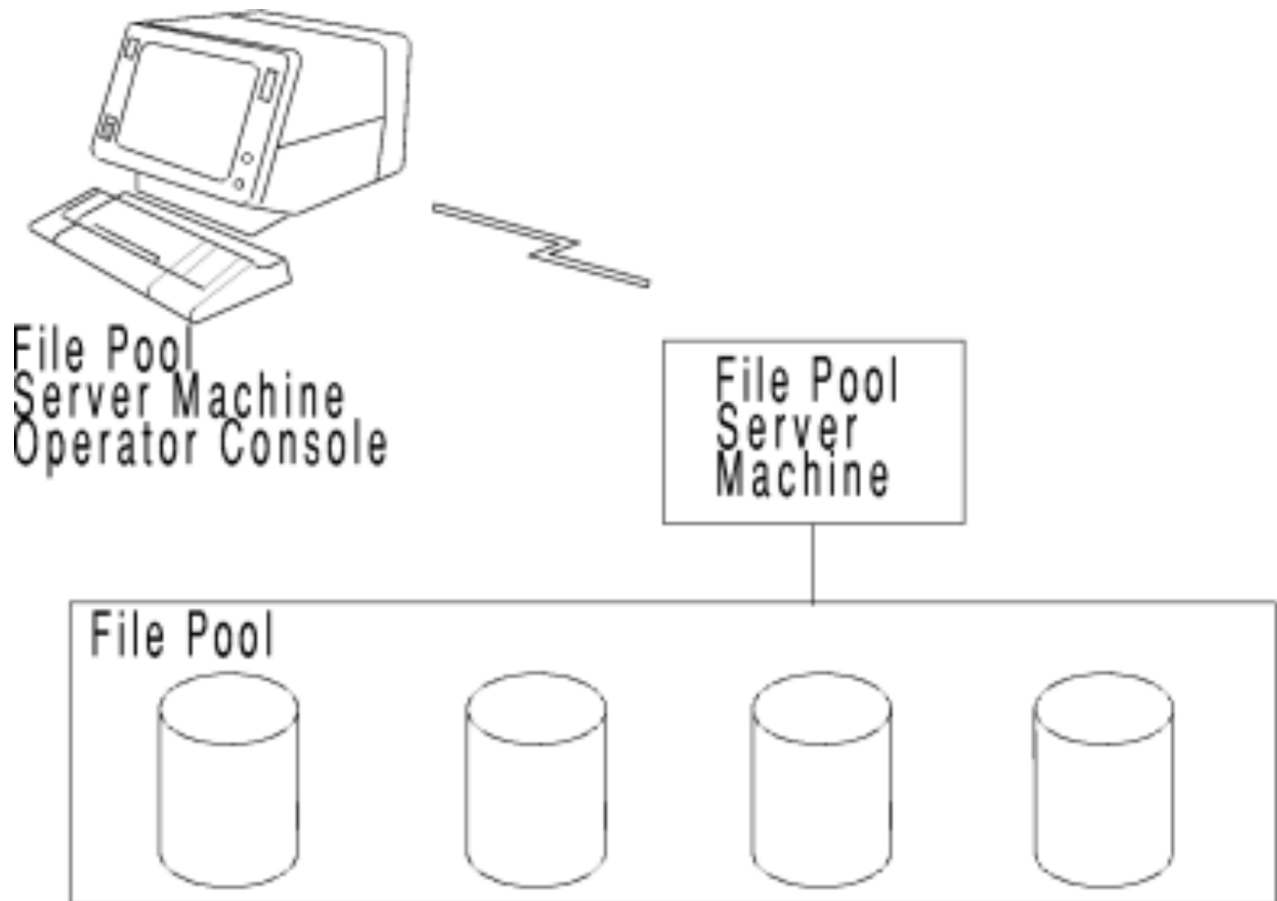 File Pool
Server Machine
Operator Console
File Pool
Server
Machine
File Pool